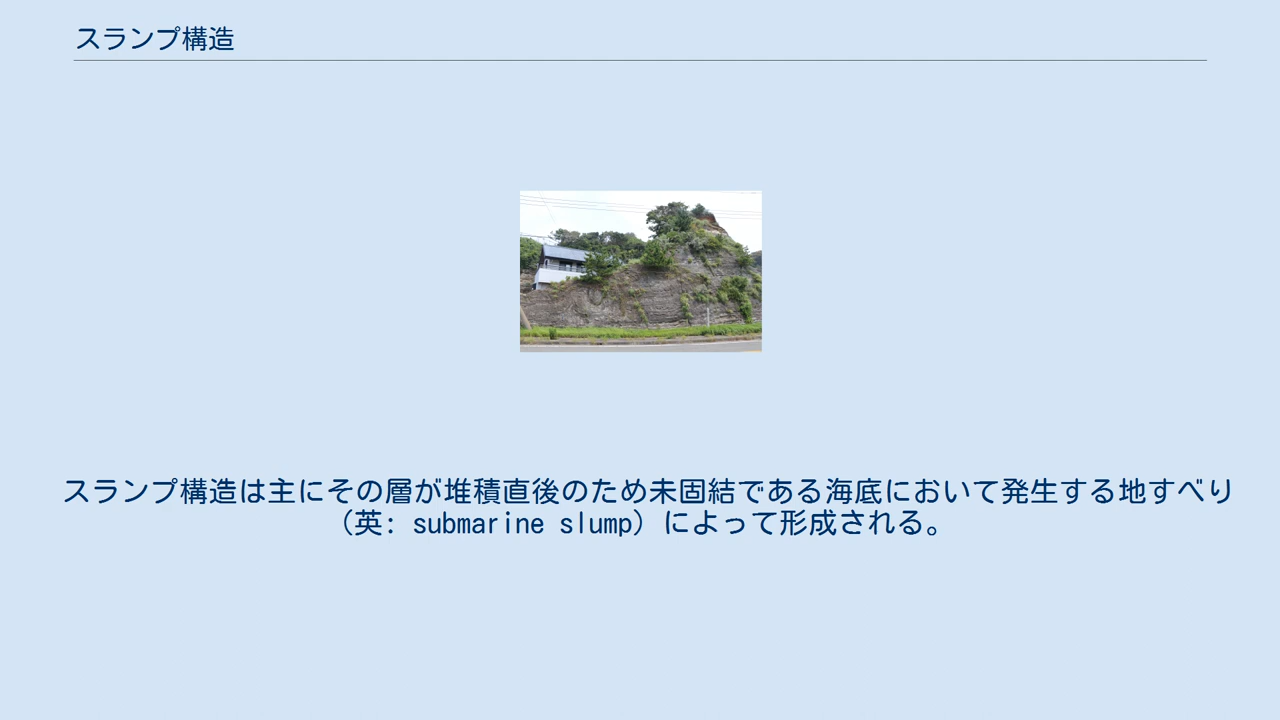 スランプ構造
スランプ構造は主にその層が堆積直後のため未固結である海底において発生する地すべり
（英: submarine slump）によって形成される。